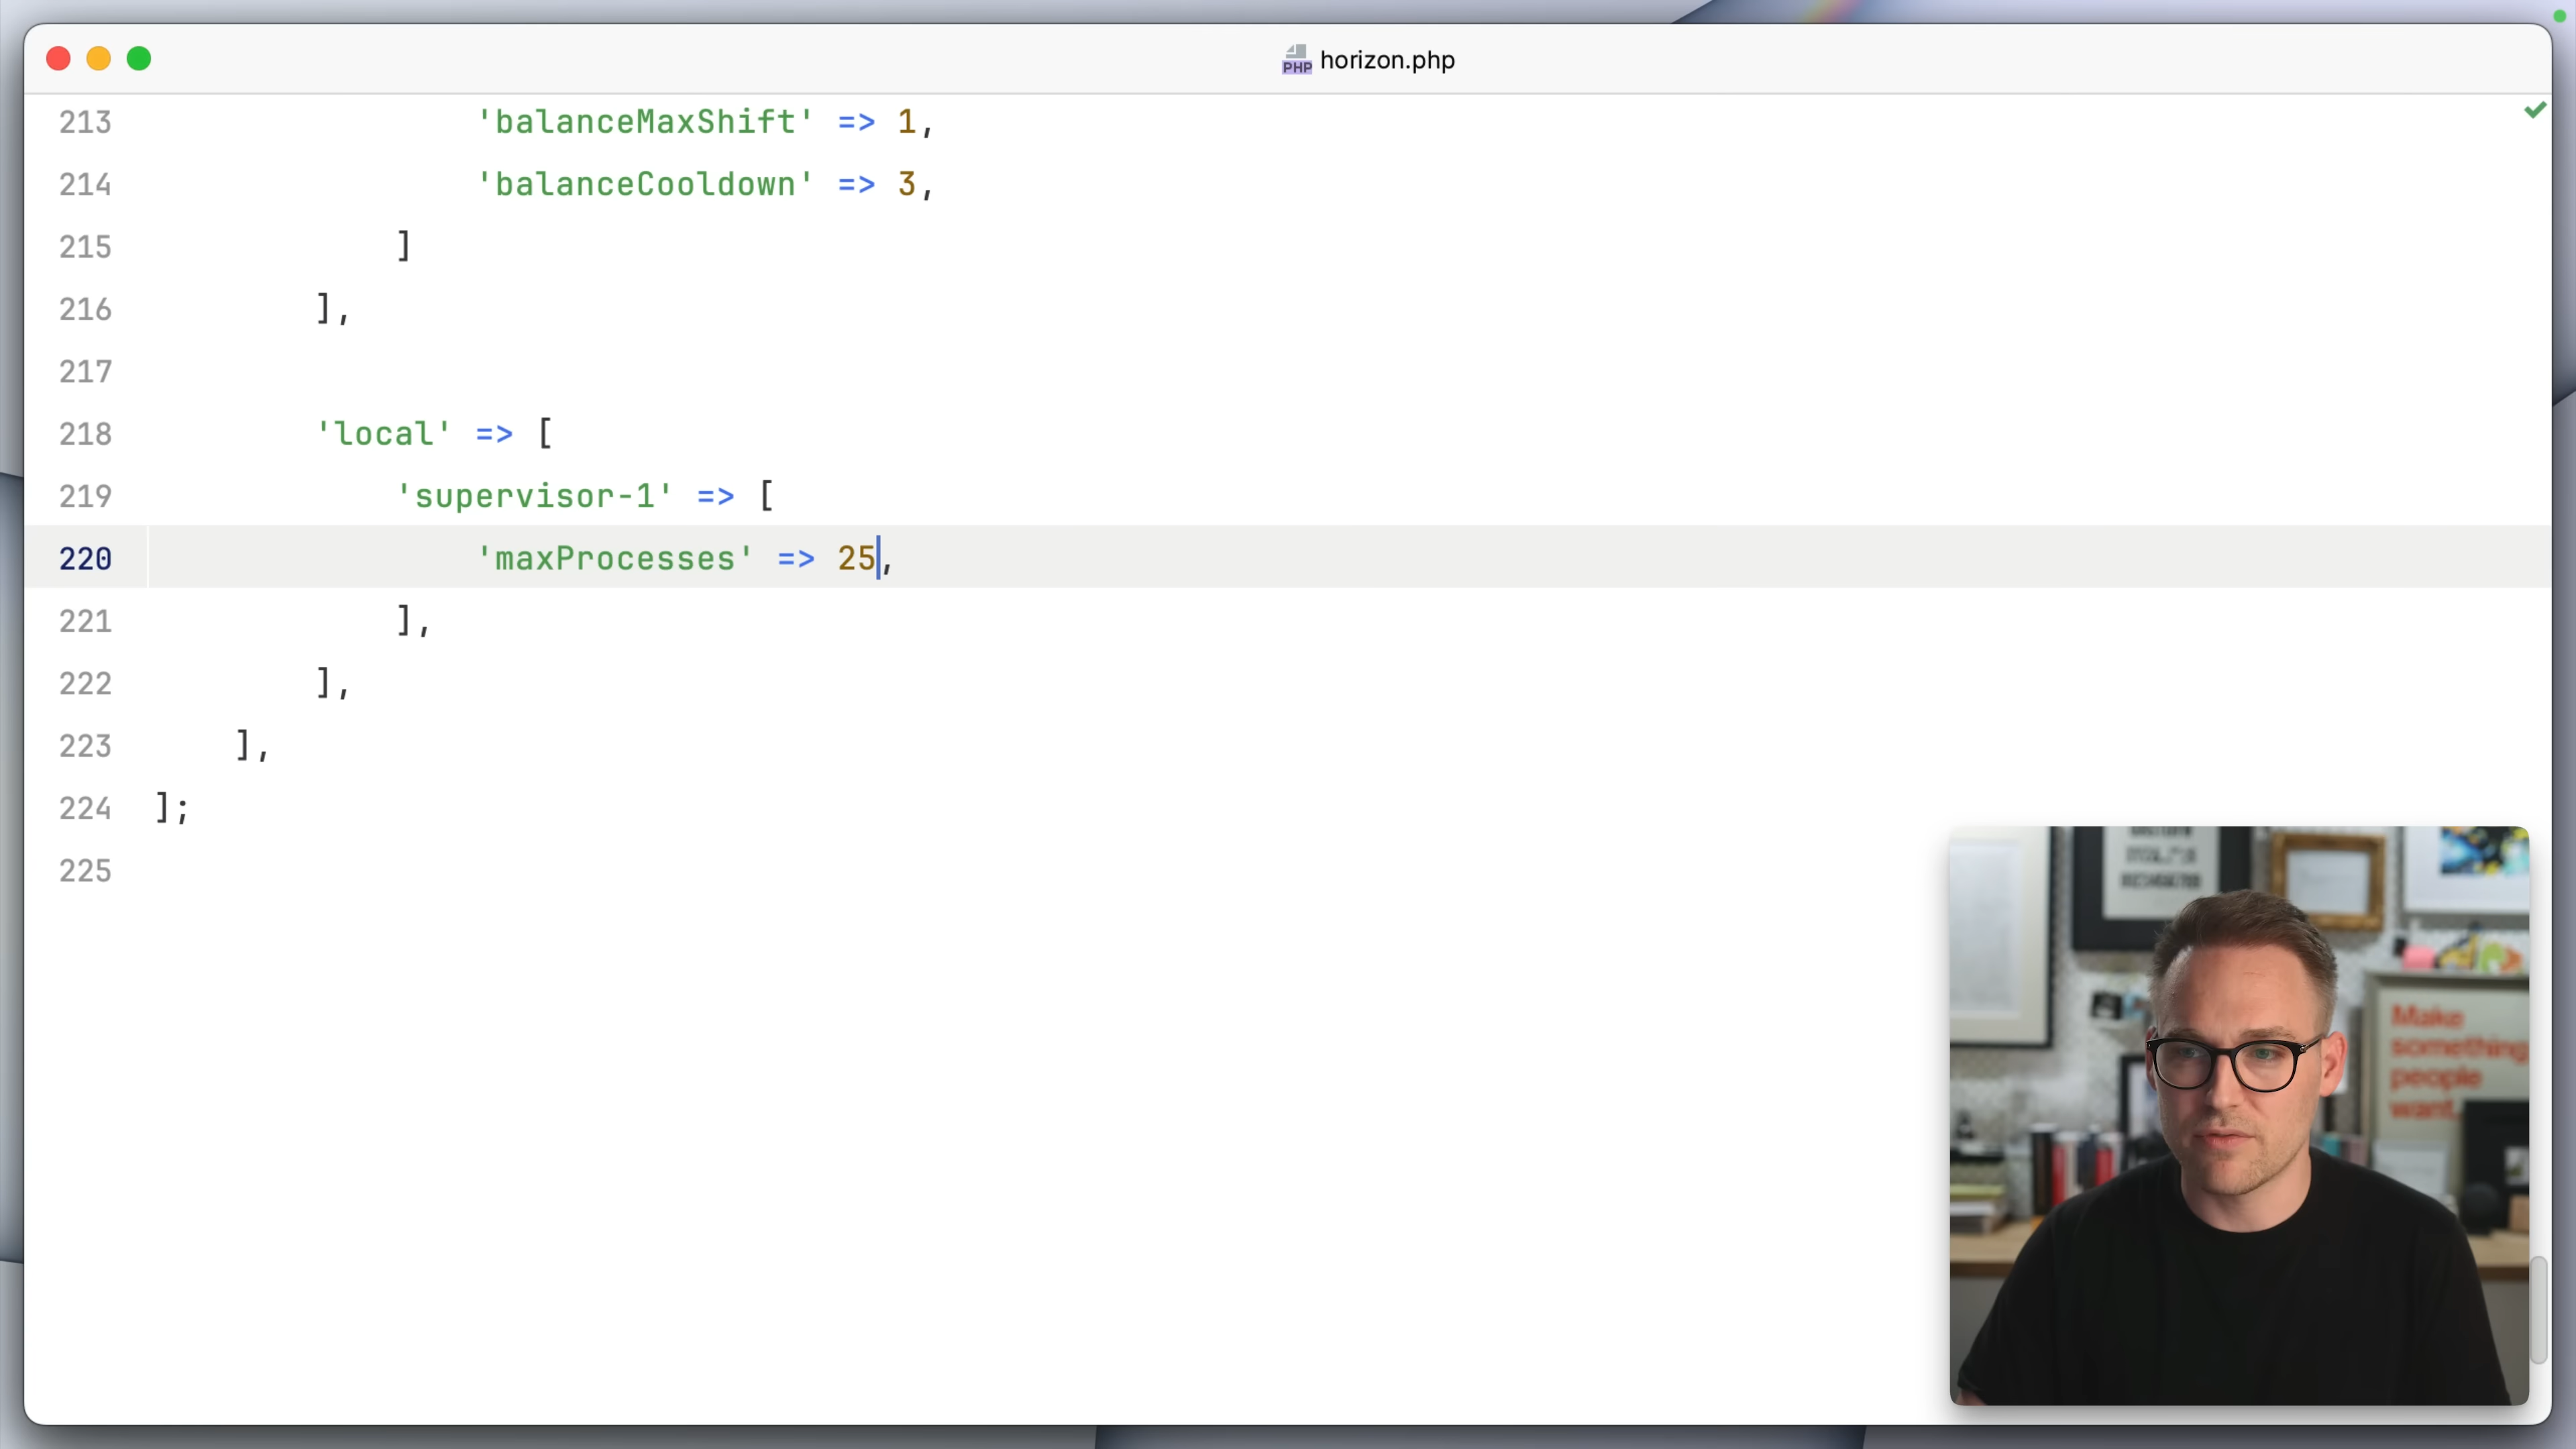 PHP horizon.php
213 'balanceMaxShift' => 1,
214 'balanceCooldown' => 3,
215 ]
216 ],
217
218 'local' => [
219 'supervisor-1' => [
220 'maxProcesses' => 25,
221 ],
222 ],
223 ],
224 ];
225
Make
something
people
want.